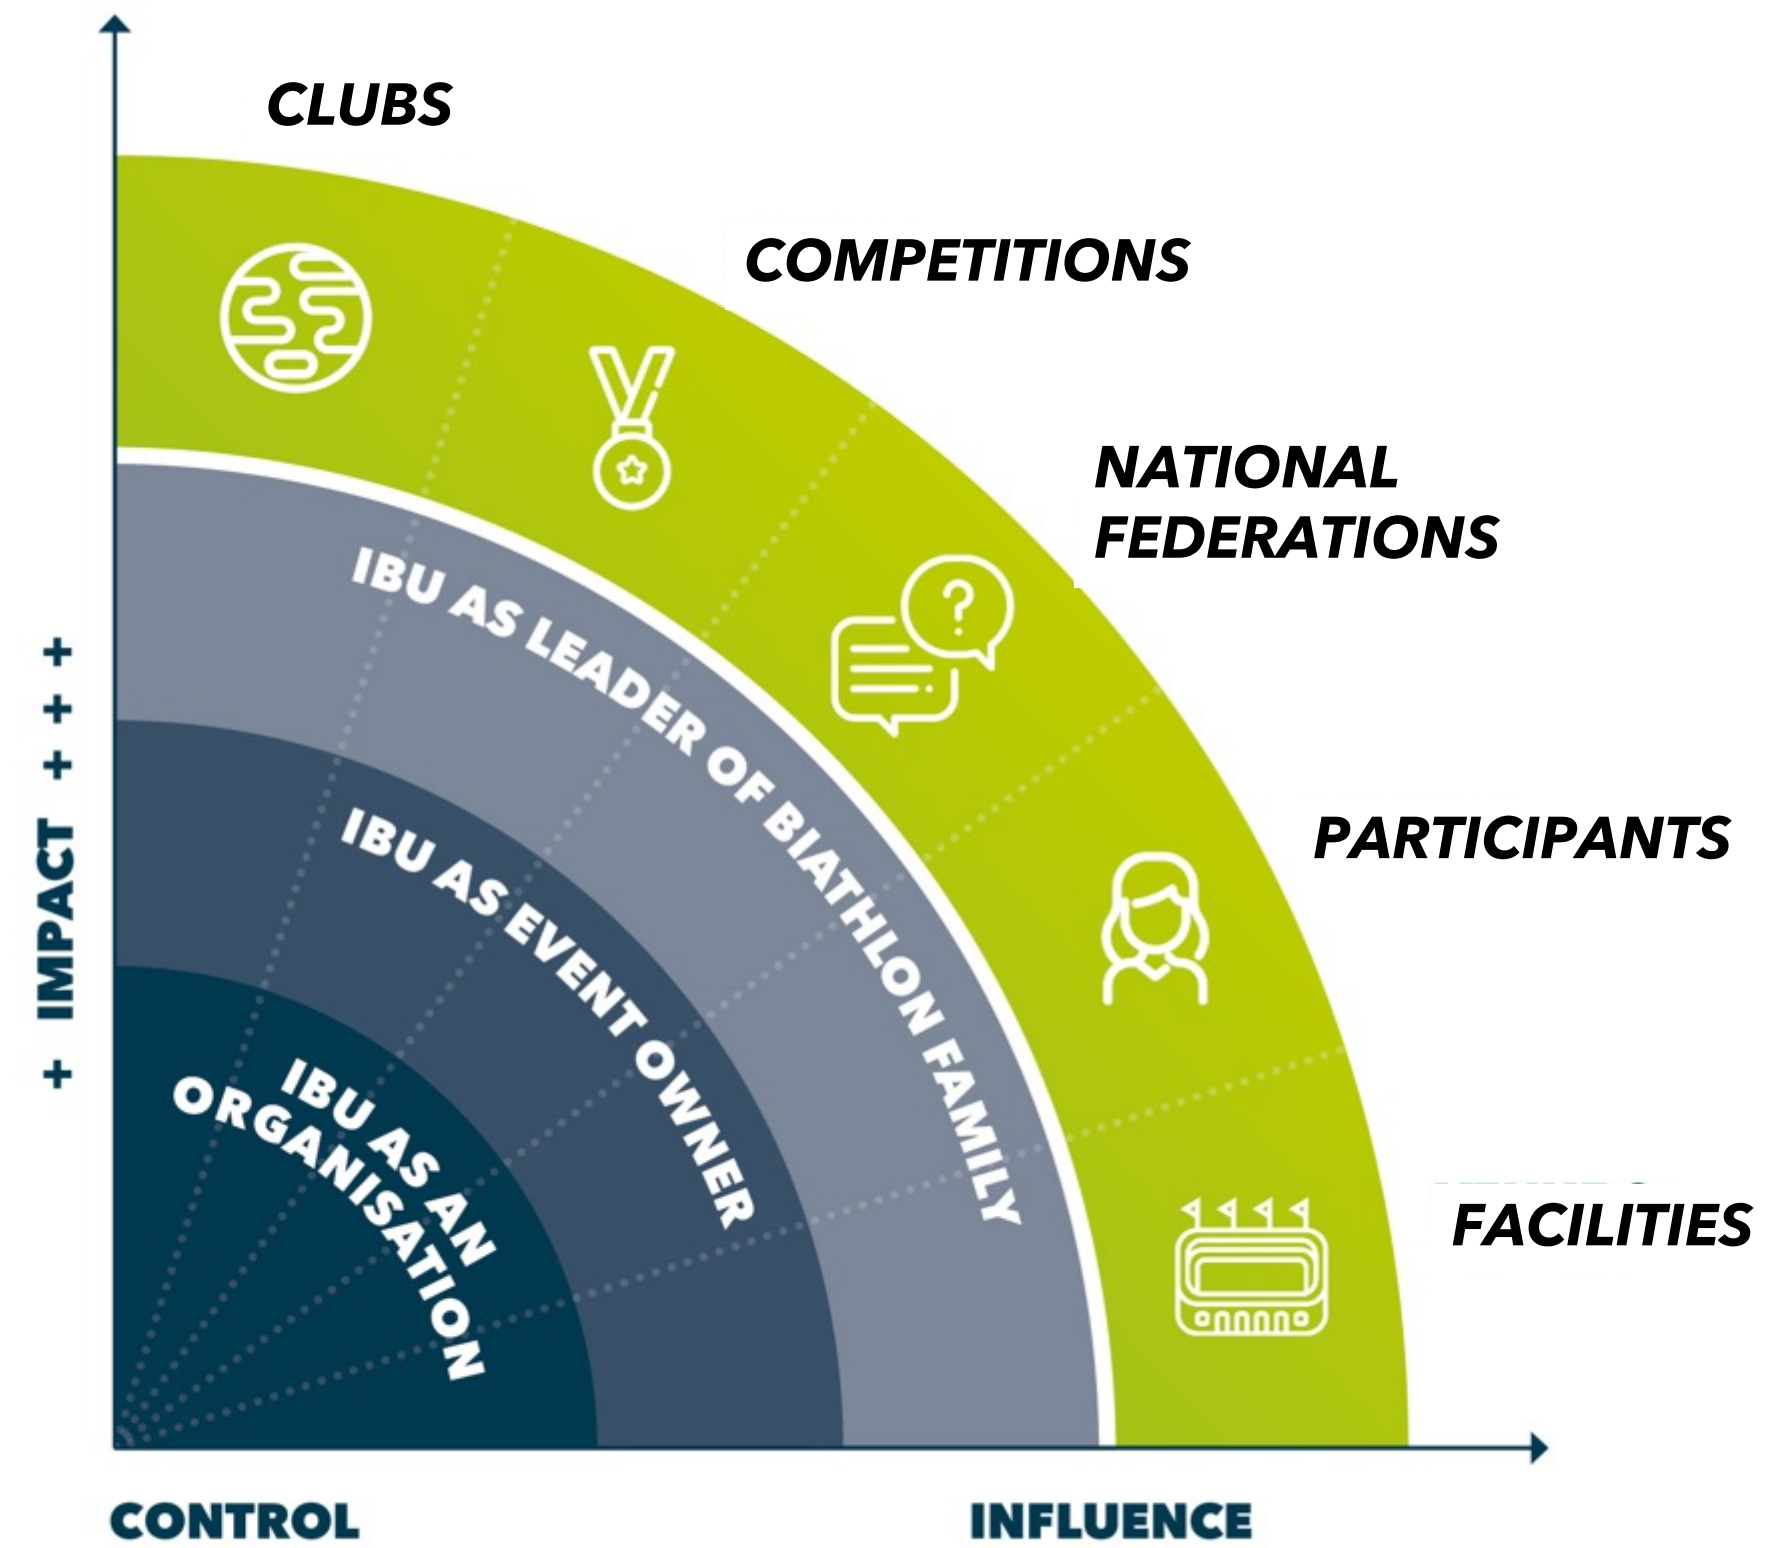 CLUBS
COMPETITIONS
NATIONAL
FEDERATIONS
PARTICIPANTS
FACILITIES
IBU AS LEADER OF BIATHLON FAMILY
IBU AS EVENT OWNER
IBU AS AN
ORGANISATION
+ IMPACT + + +
CONTROL
INFLUENCE
?